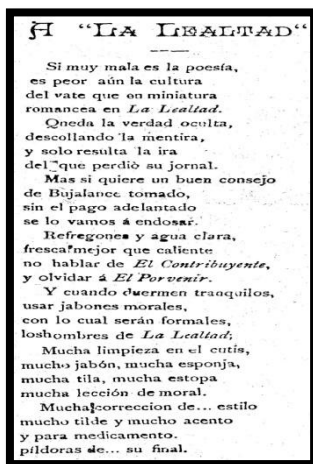 A "LA LEALTAD"
Si muy mala es la poesía,
es peor aún la cultura
del vate que en miniatura
romancea en La Lealtad.
Queda la verdad oculta,
descollando la mentira,
y solo resulta la ira
del que perdiò su jornal.
Mas si quiere un buen consejo
de Bujalance tomado,
sin el pago adelantado
se lo vamos á endosar.
Refregones y agua clara,
fresca mejor que caliente
no hablar de El Contribuyente,
y olvidar á El Porvenir.
Y cuando duermen tranquilos,
usar jabones morales,
con lo cual serán formales,
loshombres de La Lealtad;
Mucha limpieza en el cutis,
mucho jabón, mucha esponja,
mucha tila, mucha estopa
mucha lección de moral.
Mucha correccion de... estilo
mucho tilde y mucho acento
y para medicamento.
píldoras de... su final.